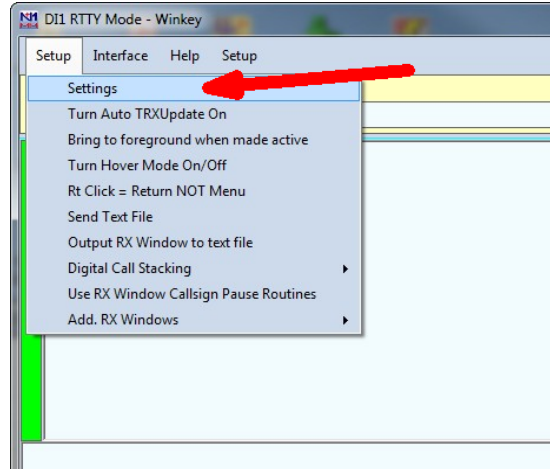 N1
MM DI1 RTTY Mode - Winkey
Setup Interface Help Setup
Settings
Turn Auto TRXUpdate On
Bring to foreground when made active
Turn Hover Mode On/Off
Rt Click = Return NOT Menu
Send Text File
Output RX Window to text file
Digital Call Stacking
Use RX Window Callsign Pause Routines
Add. RX Windows